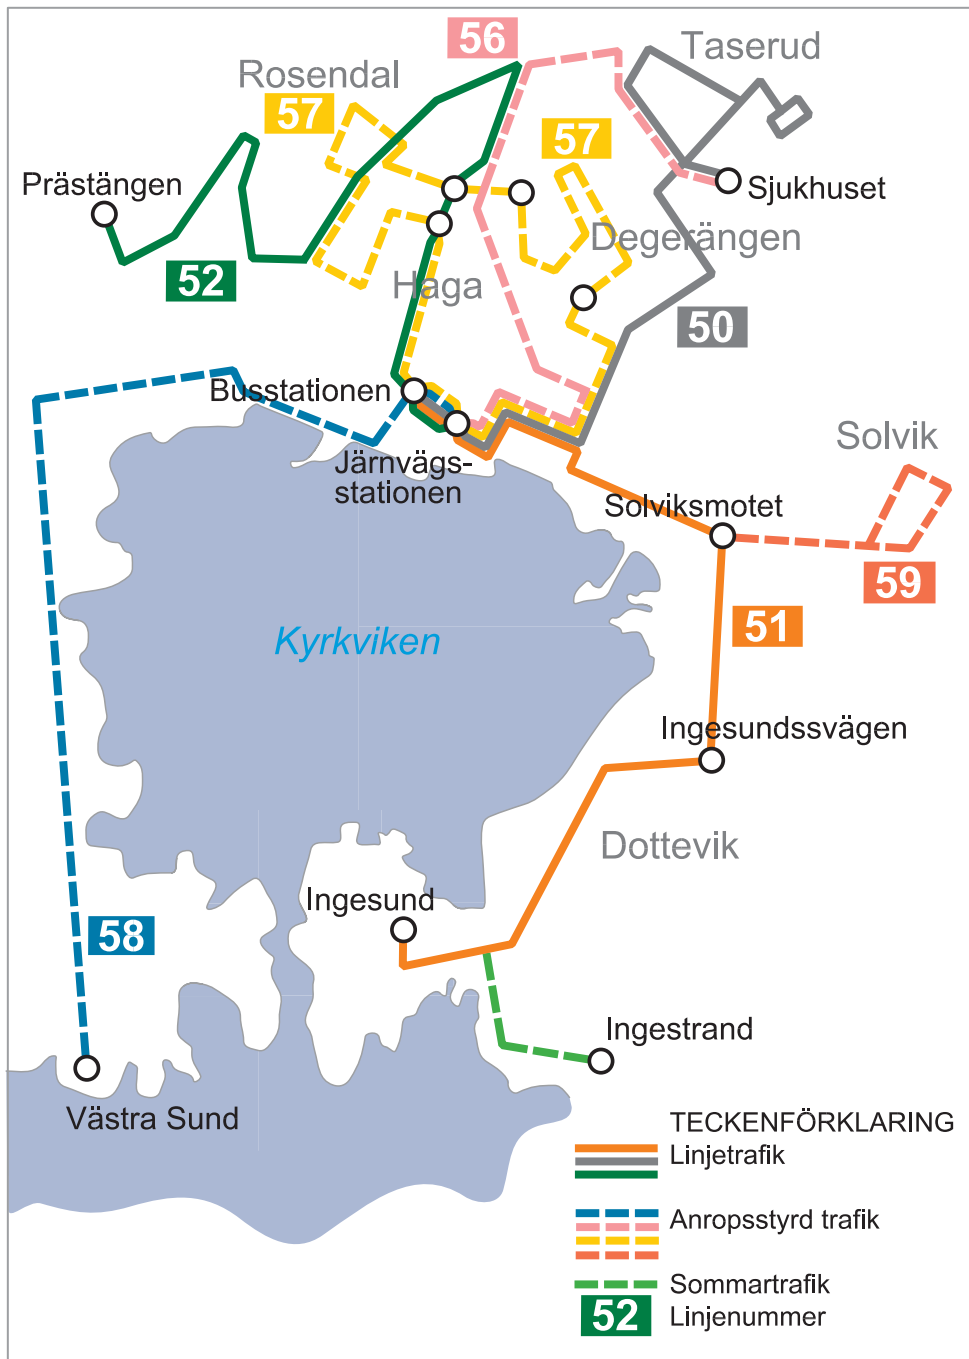 56
Taserud
Rosendal
57
57
Prästängen
Sjukhuset
Degerängen
52
Haga
50
Busstationen
Järnvägs-
stationen
Solvik
Solviksmotet
59
51
Kyrkviken
Ingesundssvägen
Dottevik
Ingesund
58
Ingestrand
Västra Sund
TECKENFÖRKLARING
Linjetrafik
Anropsstyrd trafik
Sommartrafik
52 Linjenummer